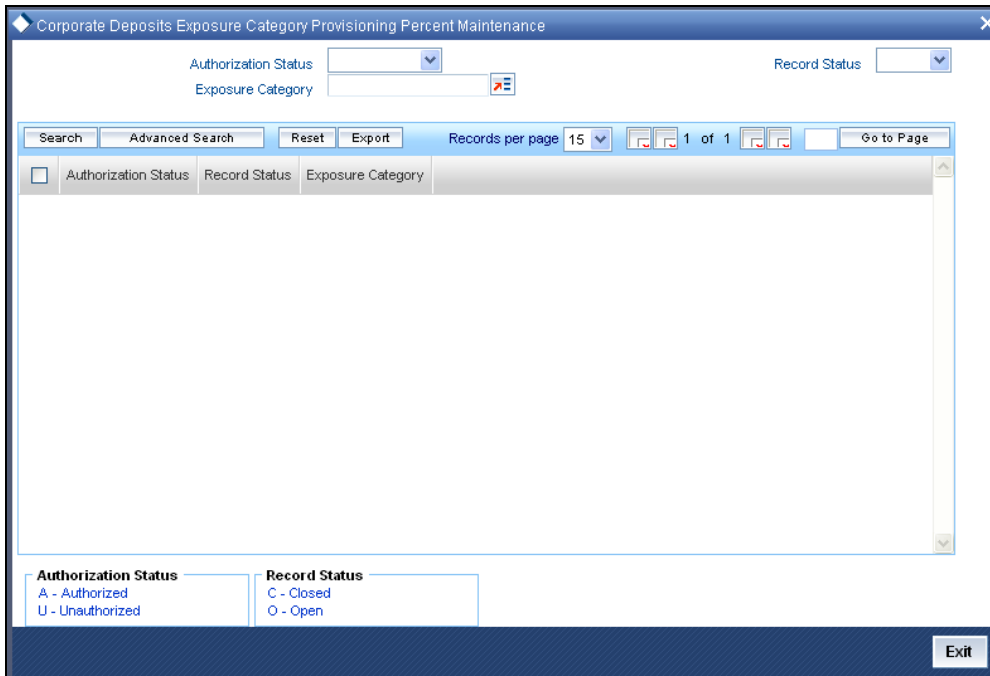 Corporate Deposits Exposure Category Provisioning Percent Maintenance
Authorization Status
Record Status
Exposure Category
Search Advanced Search Reset Export Records per page 15 1 of 1 Go to Page
Authorization Status Record Status Exposure Category
Authorization Status
A - Authorized
U - Unauthorized
Record Status
C - Closed
O - Open
Exit